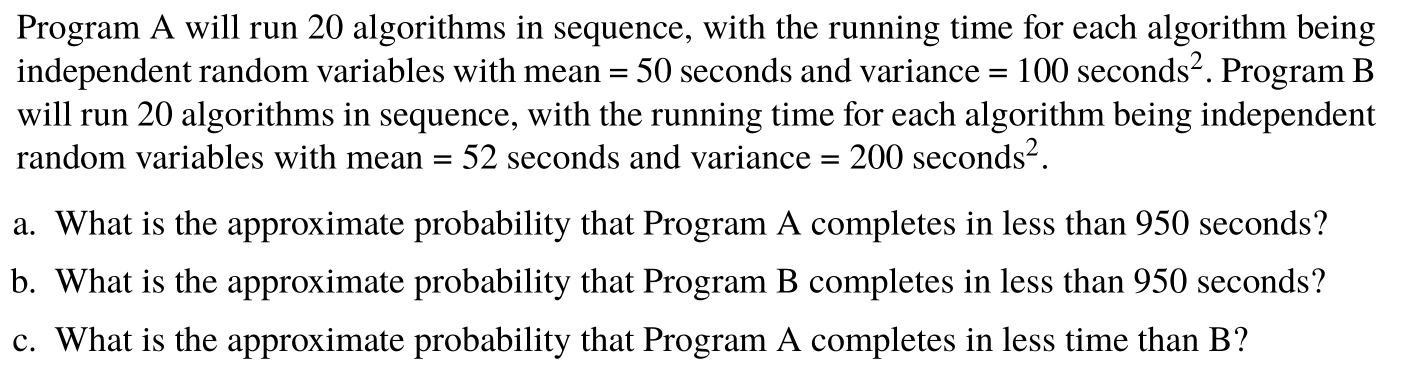 Program A will run 20 algorithms in sequence, with the running time for each algorithm being
independent random variables with mean = 50 seconds and variance = 100 seconds². Program B
will run 20 algorithms in sequence, with the running time for each algorithm being independent
random variables with mean = 52 seconds and variance = 200 seconds².
a. What is the approximate probability that Program A completes in less than 950 seconds?
b. What is the approximate probability that Program B completes in less than 950 seconds?
c. What is the approximate probability that Program A completes in less time than B?